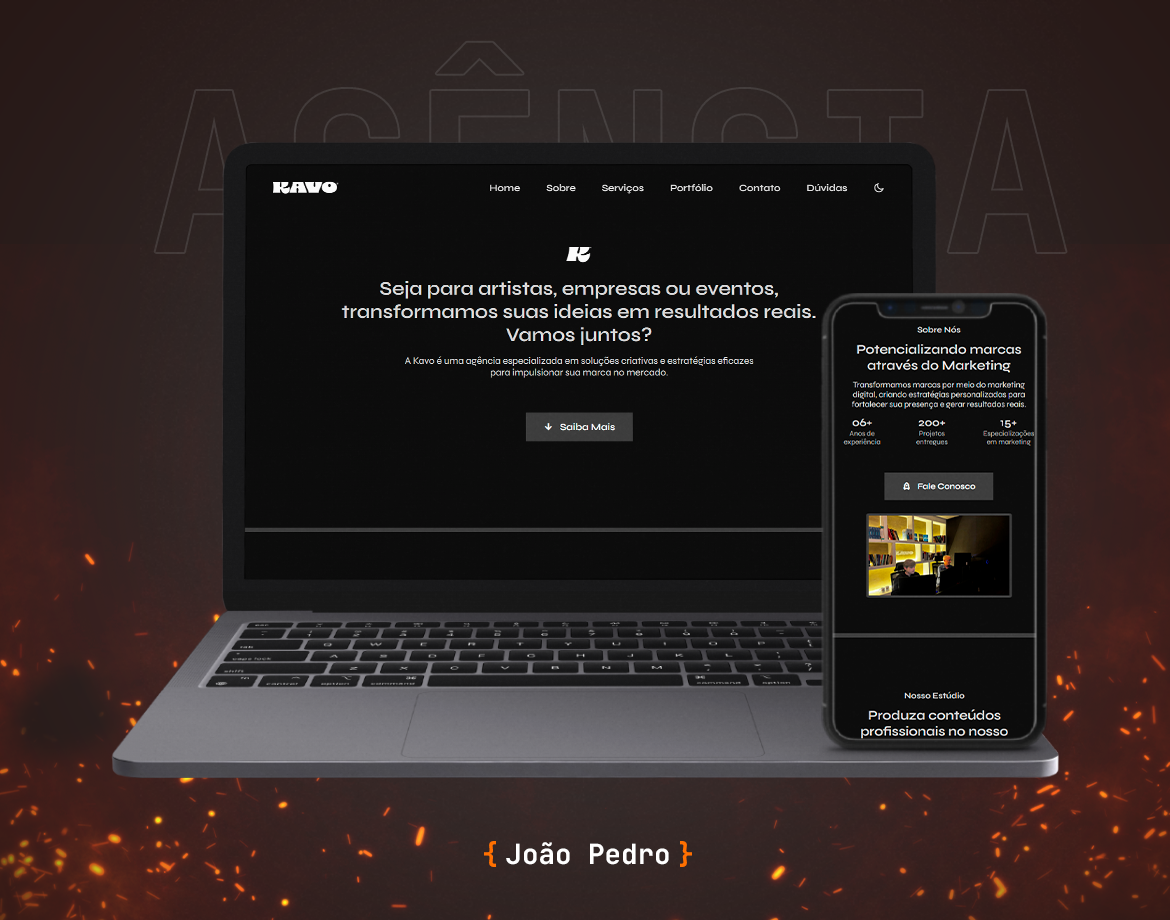 AGÊNCIA
KAVO
Home Sobre Serviços Portfólio Contato Dúvidas
Seja para artistas, empresas ou eventos,
transformamos suas ideias em resultados reais.
Vamos juntos?
A Kavo é uma agência especializada em soluções criativas e estratégias eficazes
para impulsionar sua marca no mercado.
Saiba Mais
Sobre Nós
Potencializando marcas
através do Marketing
Transformamos marcas por meio do marketing
digital, criando estratégias personalizadas para
fortalecer sua presença e gerar resultados reais.
06+ 200+ 15+
Anos de Projetos Especializações
experiência entregues em marketing
Fale Conosco
Nosso Estúdio
Produza conteúdos
profissionais no nosso
{ João Pedro }